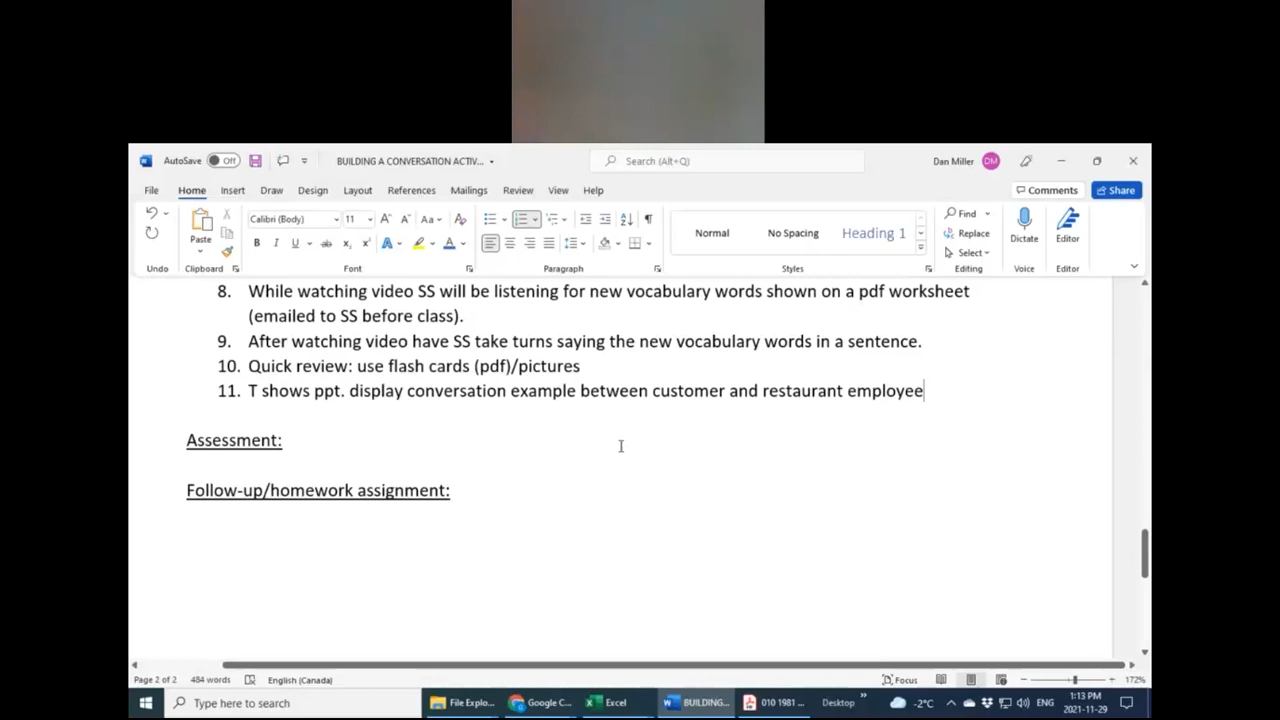 AutoSave Off BUILDING A CONVERSATION ACTIV... Search (Alt+Q) Dan Miller DM
File Home Insert Draw Design Layout References Mailings Review View Help Comments Share
Calibri (Body) 11 Aa Normal No Spacing Heading 1 Find
Paste Replace Dictate Editor
B I U ab x₂ x² A A Select
Undo Clipboard Font Paragraph Styles Editing Voice Editor
8. While watching video SS will be listening for new vocabulary words shown on a pdf worksheet
(emailed to SS before class).
9. After watching video have SS take turns saying the new vocabulary words in a sentence.
10. Quick review: use flash cards (pdf)/pictures
11. T shows ppt. display conversation example between customer and restaurant employee
Assessment:
Follow-up/homework assignment:
Page 2 of 2 484 words English (Canada) Focus 172%
Type here to search File Explo... Google C... Excel BUILDING... 010 1981 ... Desktop -2°C ENG 1:13 PM
2021-11-29